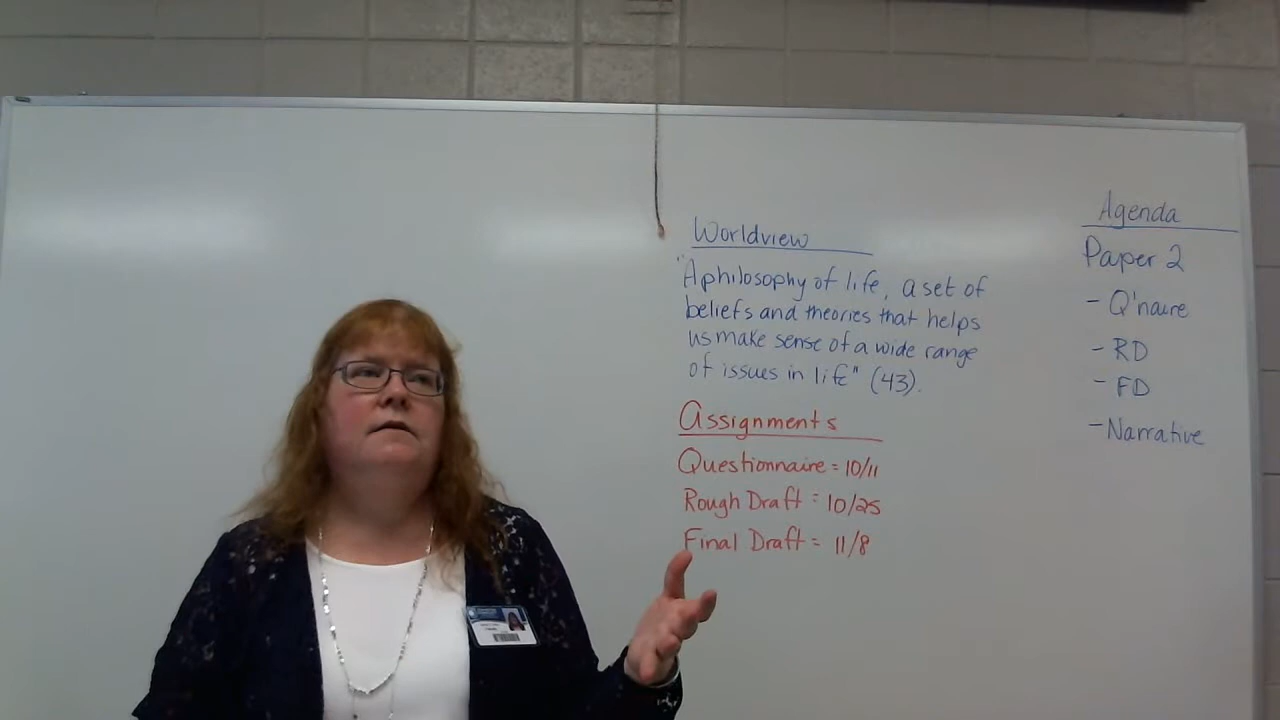 Worldview
"A philosophy of life, a set of
beliefs and theories that helps
us make sense of a wide range
of issues in life" (43).
Assignments
Questionnaire = 10/11
Rough Draft = 10/25
Final Draft = 11/8
Agenda
Paper 2
- Q'naire
- RD
- FD
- Narrative